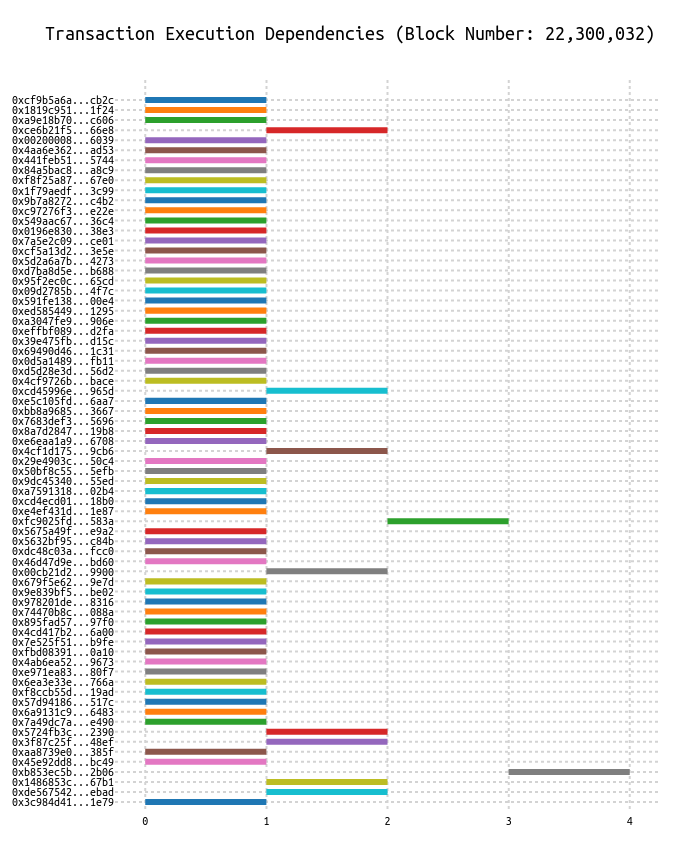 Transaction Execution Dependencies (Block Number: 22,300,032)
0xcf9b5a6a...cb2c
0x1819c951...1f24
0xa9e18b70...c606
0xce6b21f5...66e8
0x00200008...6039
0x4aa6e362...ad53
0x441feb51...5744
0x84a5bac8...a8c9
0xf8f25a87...67e0
0x1f79aedf...3c99
0x9b7a8272...c4b2
0xc97276f3...e22e
0x549aac67...36c4
0x0196e830...38e3
0x7a5e2c09...ce01
0xcf5a13d2...3e5e
0x5d2a6a7b...4273
0xd7ba8d5e...b688
0x95f2ec0c...65cd
0x09d2785b...4f7c
0x591fe138...00e4
0xed585449...1295
0xa3047fe9...906e
0xeffbf089...d2fa
0x39e475fb...d15c
0x69490d46...1c31
0x0d5a1489...fb11
0xd5d28e3d...56d2
0x4cf9726b...bace
0xcd45996e...965d
0xe5c105fd...6aa7
0xbb8a9685...3667
0x7683def3...5696
0x8a7d2847...19b8
0xe6eaa1a9...6708
0x4cf1d175...9cb6
0x29e4903c...50c4
0x50bf8c55...5efb
0x9dc45340...55ed
0xa7591318...02b4
0xcd4ecd01...18b0
0xe4ef431d...1e87
0xfc9025fd...583a
0x5675a49f...e9a2
0x5632bf95...c84b
0xdc48c03a...fcc0
0x46d47d9e...bd60
0x00cb21d2...9900
0x679f5e62...9e7d
0x9e839bf5...be02
0x978201de...8316
0x74470b8c...088a
0x895fad57...97f0
0x4cd417b2...6a00
0x7e525f51...b9fe
0xfbd08391...0a10
0x4ab6ea52...9673
0xe971ea83...80f7
0x6ea3e33e...766a
0xf8ccb55d...19ad
0x57d94186...517c
0x6a9131c9...6483
0x7a49dc7a...e490
0x5724fb3c...2390
0x3f87c25f...48ef
0xaa8739e0...385f
0x45e92dd8...bc49
0xb853ec5b...2b06
0x1486853c...67b1
0xde567542...ebad
0x3c984d41...1e79
0 1 2 3 4